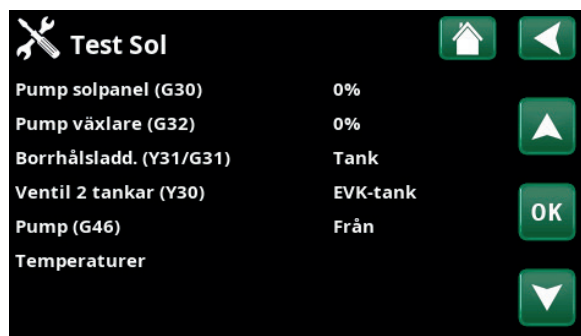 Test Sol
Pump solpanel (G30) 0%
Pump växlare (G32) 0%
Borrhålsladd. (Y31/G31) Tank
Ventil 2 tankar (Y30) EVK-tank
Pump (G46) Från
Temperaturer
OK